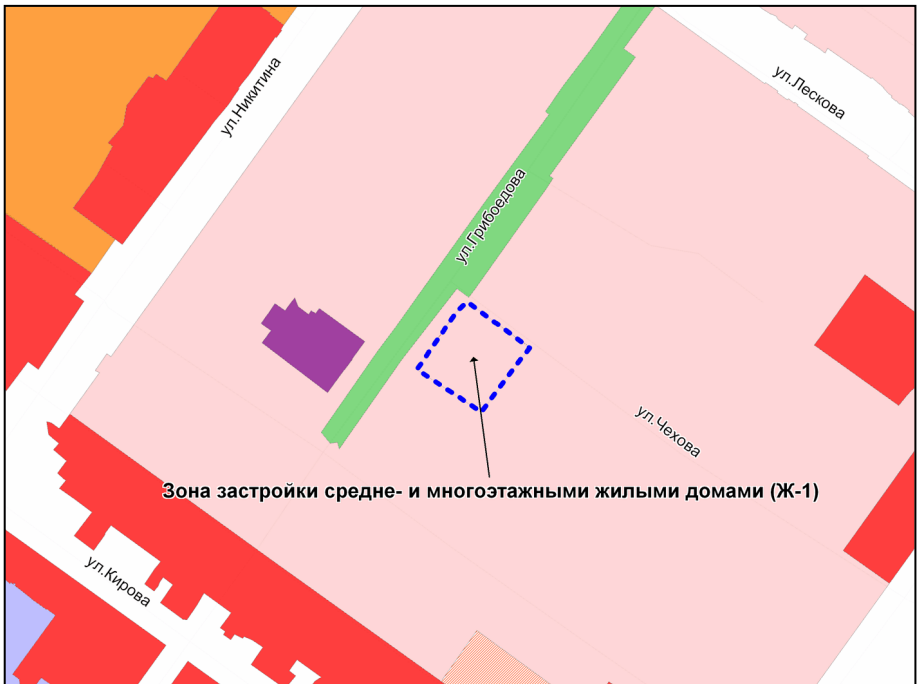 ул.Никитина
ул.Лескова
ул.Грибоедова
ул.Чехова
Зона застройки средне- и многоэтажными жилыми домами (Ж-1)
ул.Кирова